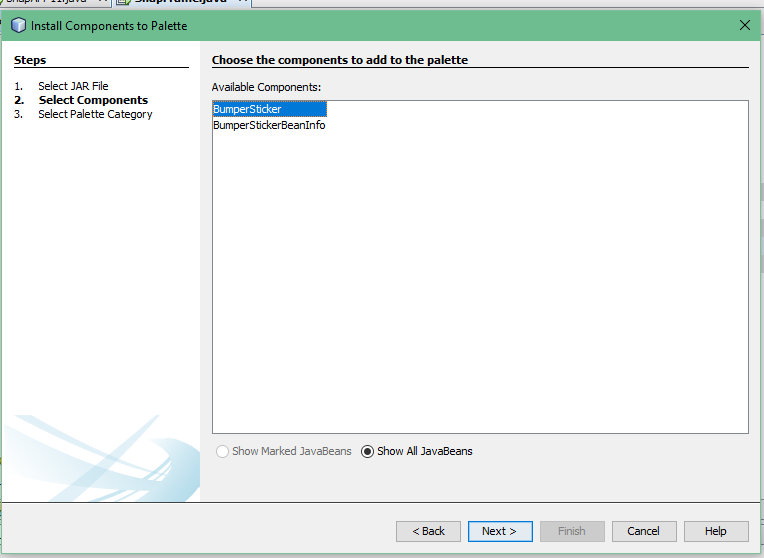 SnapFrame.java
Install Components to Palette
Steps
1. Select JAR File
2. Select Components
3. Select Palette Category
Choose the components to add to the palette
Available Components:
BumperSticker
BumperStickerBeanInfo
Show Marked JavaBeans
Show All JavaBeans
< Back
Next >
Finish
Cancel
Help